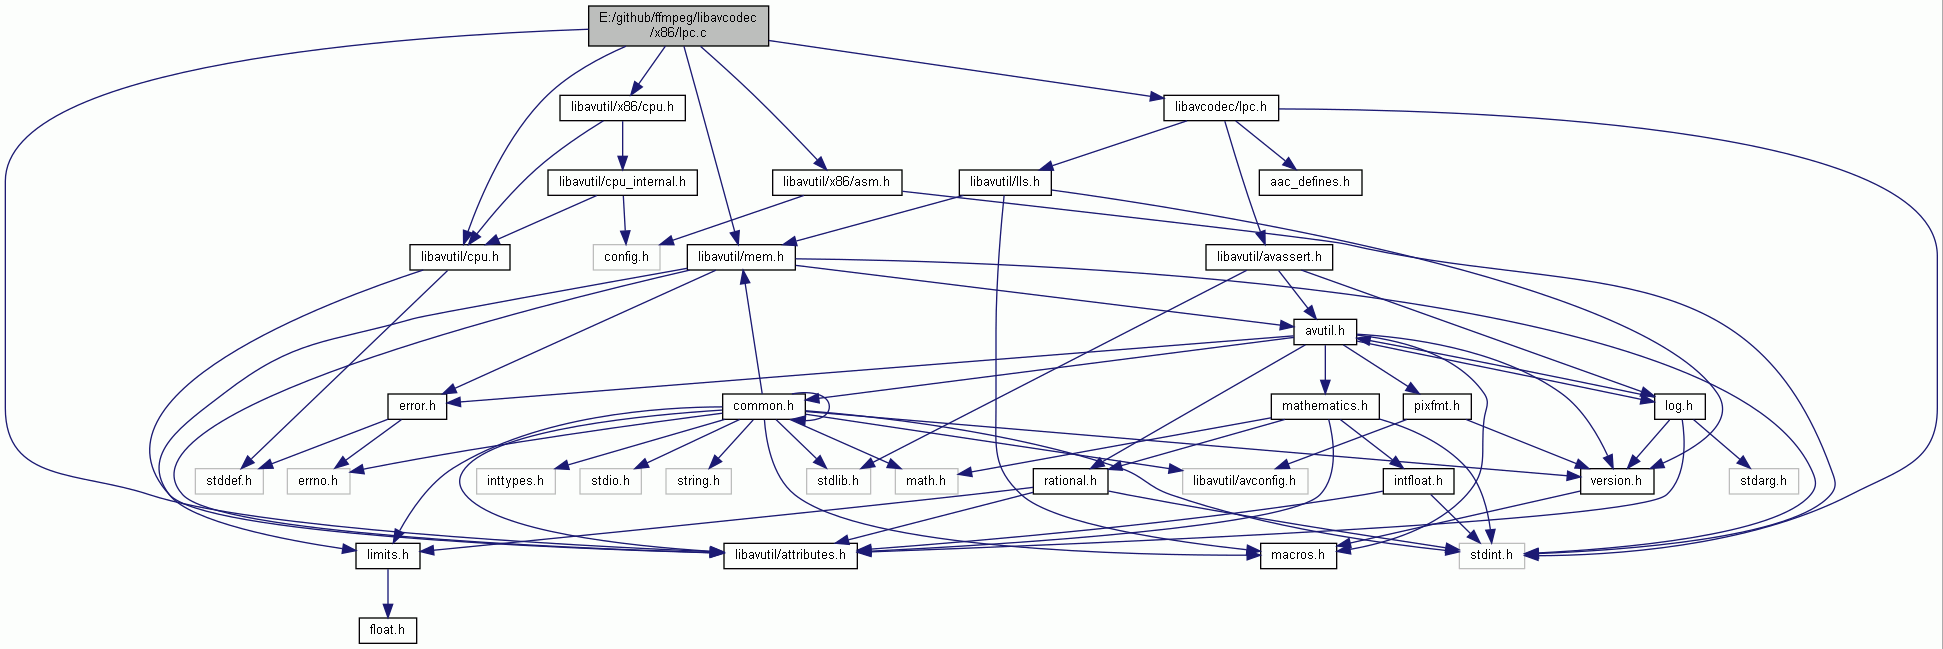 E:/github/ffmpeg/libavcodec
/x86/lpc.c
libavutil/x86/cpu.h
libavcodec/lpc.h
libavutil/cpu_internal.h
libavutil/x86/asm.h
libavutil/lls.h
aac_defines.h
libavutil/cpu.h
config.h
libavutil/mem.h
libavutil/avassert.h
avutil.h
error.h
common.h
mathematics.h
pixfmt.h
log.h
stddef.h
errno.h
inttypes.h
stdio.h
string.h
stdlib.h
math.h
rational.h
libavutil/avconfig.h
intfloat.h
version.h
stdarg.h
limits.h
libavutil/attributes.h
macros.h
stdint.h
float.h